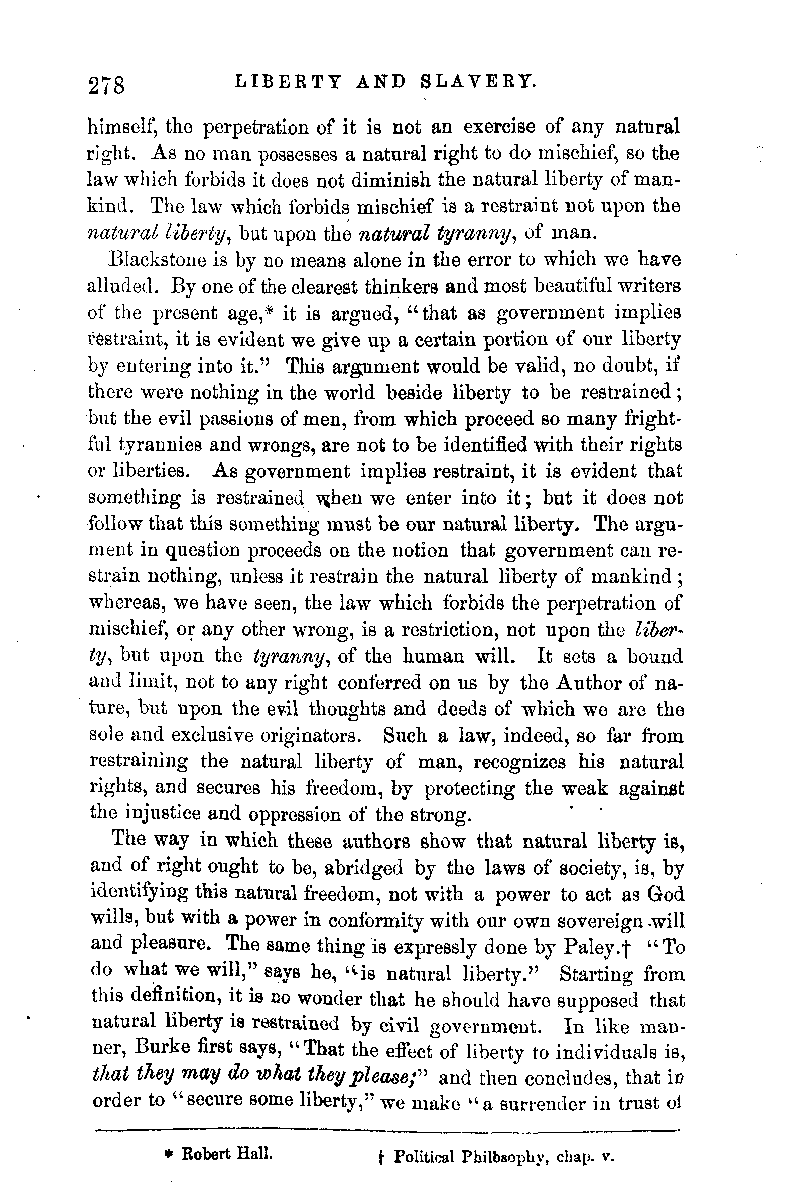 278 LIBERTY AND SLAVERY.
himself, the perpetration of it is not an exercise of any natural
right. As no man possesses a natural right to do mischief, so the
law which forbids it does not diminish the natural liberty of man-
kind. The law which forbids mischief is a restraint not upon the
natural liberty, but upon the natural tyranny, of man.
Blackstone is by no means alone in the error to which we have
alluded. By one of the clearest thinkers and most beautiful writers
of the present age,* it is argued, "that as government implies
restraint, it is evident we give up a certain portion of our liberty
by entering into it." This argument would be valid, no doubt, if
there were nothing in the world beside liberty to be restrained;
but the evil passions of men, from which proceed so many fright-
ful tyrannies and wrongs, are not to be identified with their rights
or liberties. As government implies restraint, it is evident that
something is restrained when we enter into it; but it does not
follow that this something must be our natural liberty. The argu-
ment in question proceeds on the notion that government can re-
strain nothing, unless it restrain the natural liberty of mankind;
whereas, we have seen, the law which forbids the perpetration of
mischief, or any other wrong, is a restriction, not upon the liber-
ty, but upon the tyranny, of the human will. It sets a bound
and limit, not to any right conferred on us by the Author of na-
ture, but upon the evil thoughts and deeds of which we are the
sole and exclusive originators. Such a law, indeed, so far from
restraining the natural liberty of man, recognizes his natural
rights, and secures his freedom, by protecting the weak against
the injustice and oppression of the strong.
The way in which these authors show that natural liberty is,
and of right ought to be, abridged by the laws of society, is, by
identifying this natural freedom, not with a power to act as God
wills, but with a power in conformity with our own sovereign will
and pleasure. The same thing is expressly done by Paley.† "To
do what we will," says he, "is natural liberty." Starting from
this definition, it is no wonder that he should have supposed that
natural liberty is restrained by civil government. In like man-
ner, Burke first says, "That the effect of liberty to individuals is,
that they may do what they please;" and then concludes, that in
order to "secure some liberty," we make "a surrender in trust of
* Robert Hall. † Political Philosophy, chap. v.